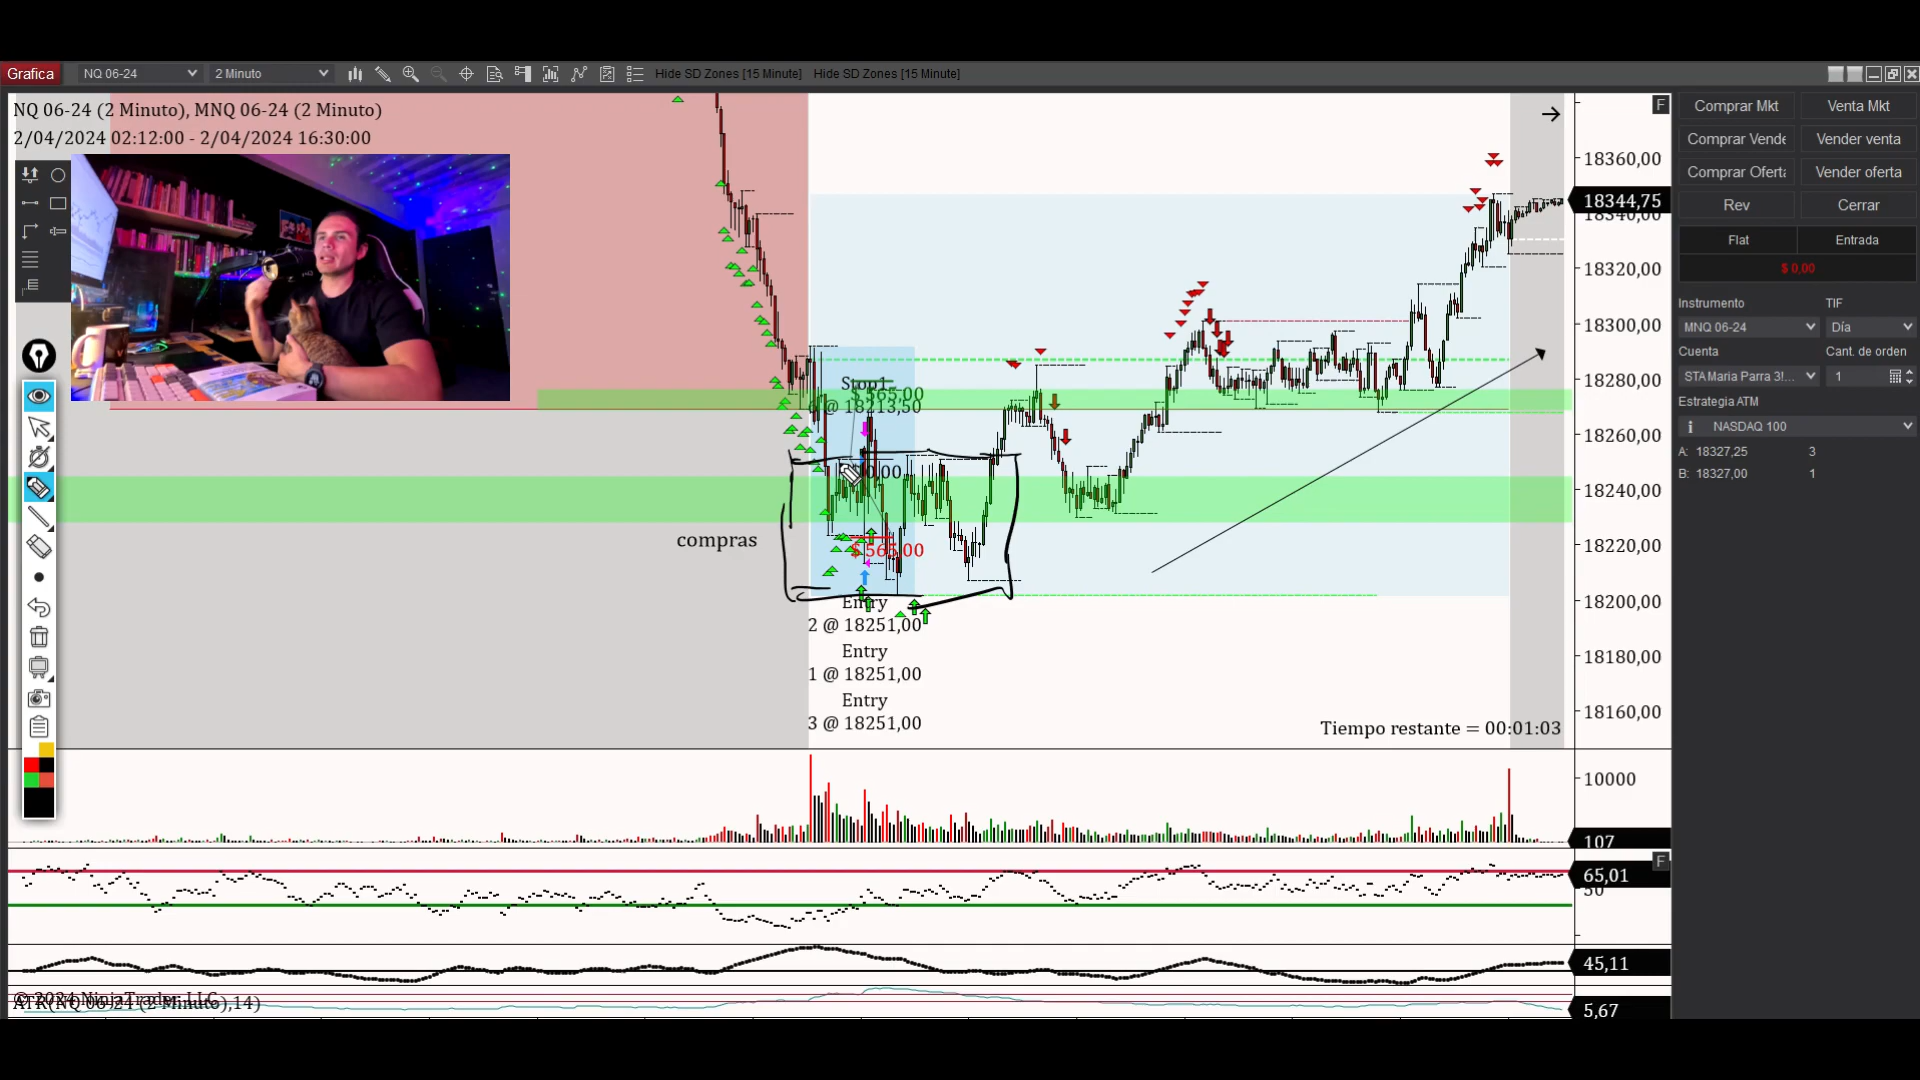 Grafica NQ 06-24 2 Minuto Hide SD Zones [15 Minute] Hide SD Zones [15 Minute]
NQ 06-24 (2 Minuto), MNQ 06-24 (2 Minuto)
2/04/2024 02:12:00 - 2/04/2024 16:30:00
F
Stop1
$ 565,00
@ 18213,50
0,00
compras
$ 565,00
Entry
2 @ 18251,00
Entry
1 @ 18251,00
Entry
3 @ 18251,00
Tiempo restante = 00:01:03
18360,00
18344,75
18340,00
18320,00
18300,00
18280,00
18260,00
18240,00
18220,00
18200,00
18180,00
18160,00
10000
107
F
65,01
50
45,11
5,67
© 2024 NinjaTrader, LLC
ATR(NQ 06-24 (2 Minuto),14)
Comprar Mkt Venta Mkt
Comprar Vende Vender venta
Comprar Oferta Vender oferta
Rev Cerrar
Flat Entrada
$ 0,00
Instrumento TIF
MNQ 06-24 Día
Cuenta Cant. de orden
STAMaria Parra 3!... 1
Estrategia ATM
NASDAQ 100
A: 18327,25 3
B: 18327,00 1